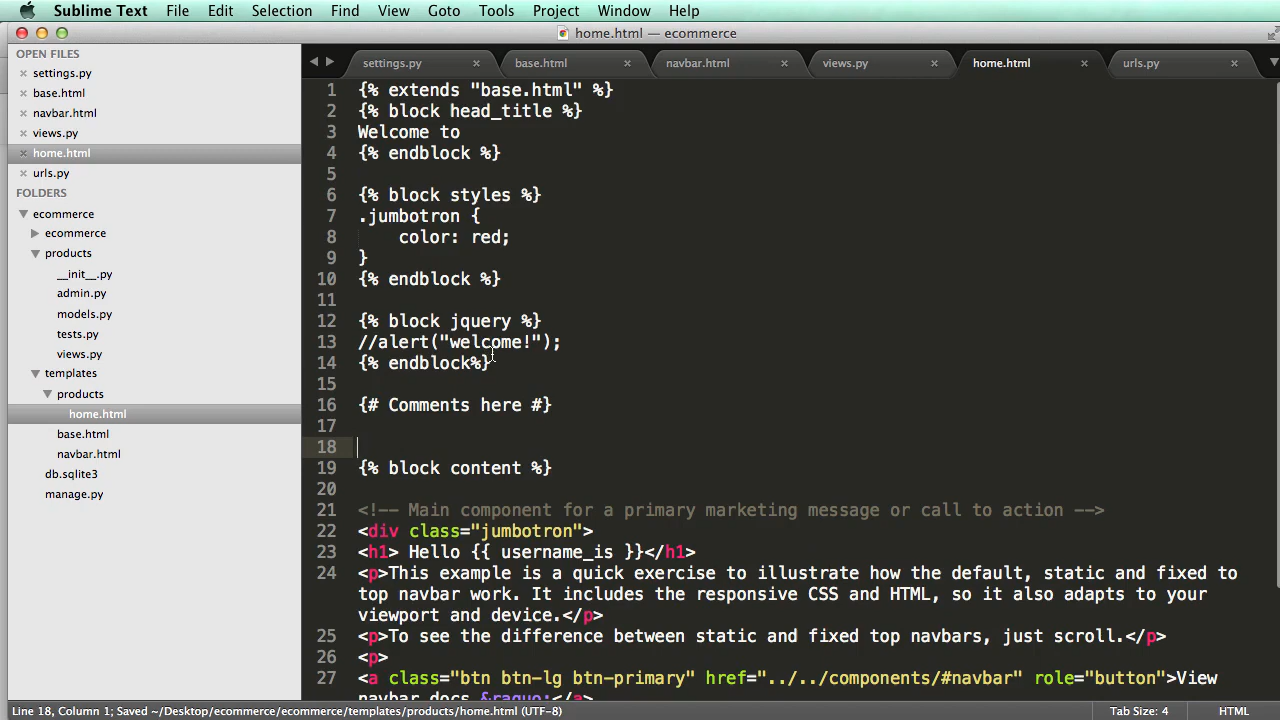 Sublime Text File Edit Selection Find View Goto Tools Project Window Help
home.html — ecommerce
OPEN FILES
settings.py
base.html
navbar.html
views.py
home.html
urls.py
FOLDERS
ecommerce
ecommerce
products
__init__.py
admin.py
models.py
tests.py
views.py
templates
products
home.html
base.html
navbar.html
db.sqlite3
manage.py
settings.py base.html navbar.html views.py home.html urls.py
1 {% extends "base.html" %}
2 {% block head_title %}
3 Welcome to
4 {% endblock %}
5
6 {% block styles %}
7 .jumbotron {
8 color: red;
9 }
10 {% endblock %}
11
12 {% block jquery %}
13 //alert("welcome!");
14 {% endblock%}
15
16 {# Comments here #}
17
18
19 {% block content %}
20
21 <!-- Main component for a primary marketing message or call to action -->
22 <div class="jumbotron">
23 <h1> Hello {{ username_is }}</h1>
24 <p>This example is a quick exercise to illustrate how the default, static and fixed to
top navbar work. It includes the responsive CSS and HTML, so it also adapts to your
viewport and device.</p>
25 <p>To see the difference between static and fixed top navbars, just scroll.</p>
26 <p>
27 <a class="btn btn-lg btn-primary" href="../../components/#navbar" role="button">View
navbar docs &raquo;</a>
Line 18, Column 1; Saved ~/Desktop/ecommerce/ecommerce/templates/products/home.html (UTF-8) Tab Size: 4 HTML